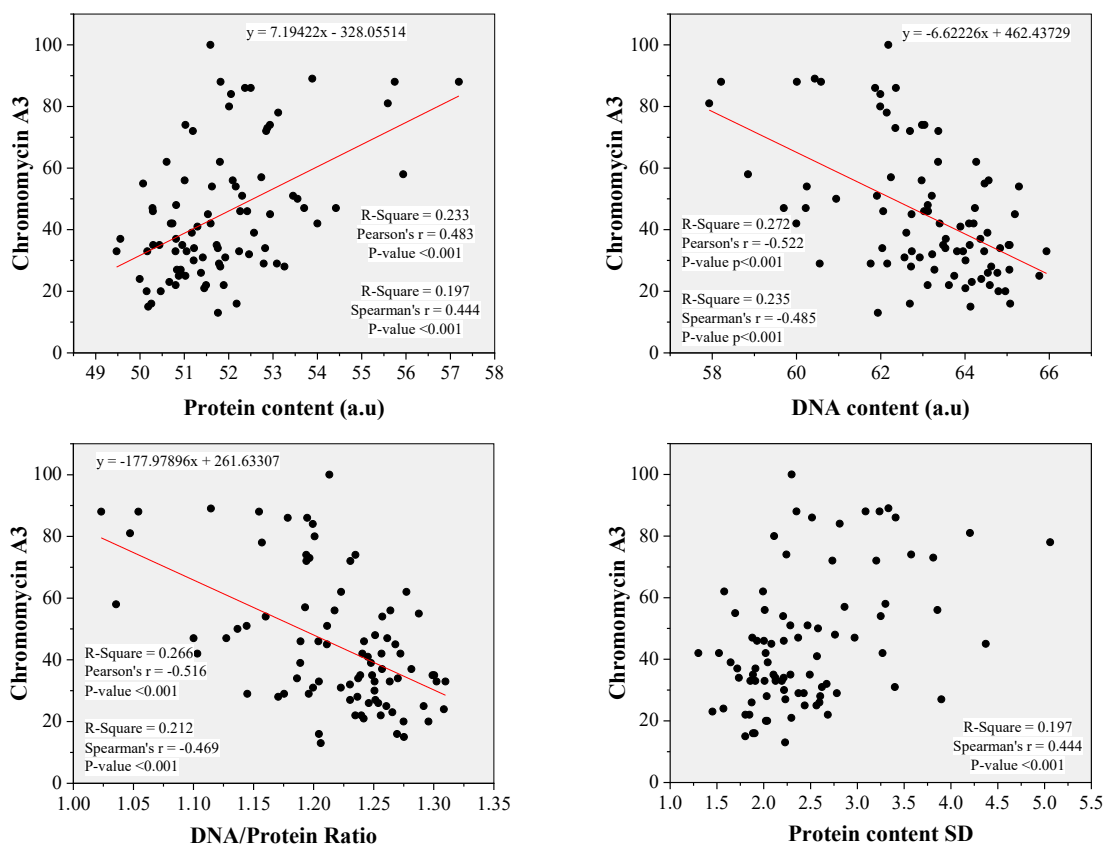 y = 7.19422x - 328.05514
100
80
60
40
20
0
Chromomycin A3
R-Square = 0.233
Pearson's r = 0.483
P-value <0.001
R-Square = 0.197
Spearman's r = 0.444
P-value <0.001
49 50 51 52 53 54 55 56 57 58
Protein content (a.u)
y = -6.62226x + 462.43729
100
80
60
40
20
0
Chromomycin A3
R-Square = 0.272
Pearson's r = -0.522
P-value p<0.001
R-Square = 0.235
Spearman's r = -0.485
P-value p<0.001
58 60 62 64 66
DNA content (a.u)
y = -177.97896x + 261.63307
100
80
60
40
20
0
Chromomycin A3
R-Square = 0.266
Pearson's r = -0.516
P-value <0.001
R-Square = 0.212
Spearman's r = -0.469
P-value <0.001
1.00 1.05 1.10 1.15 1.20 1.25 1.30 1.35
DNA/Protein Ratio
100
80
60
40
20
0
Chromomycin A3
R-Square = 0.197
Spearman's r = 0.444
P-value <0.001
1.0 1.5 2.0 2.5 3.0 3.5 4.0 4.5 5.0 5.5
Protein content SD